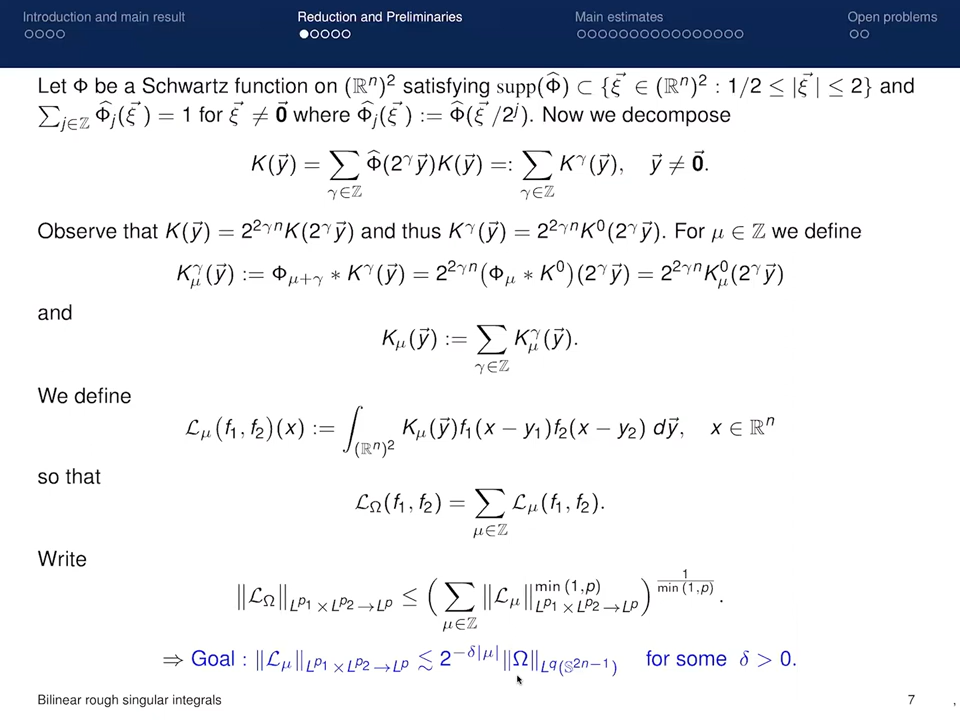 Introduction and main result Reduction and Preliminaries Main estimates Open problems
Let Φ be a Schwartz function on (ℝⁿ)² satisfying supp(Φ̂) ⊂ {ξ⃗ ∈ (ℝⁿ)² : 1/2 ≤ |ξ⃗| ≤ 2} and
∑_{j∈ℤ} Φ̂_j(ξ⃗) = 1 for ξ⃗ ≠ 0⃗ where Φ̂_j(ξ⃗) := Φ̂(ξ⃗/2^j). Now we decompose
K(y⃗) = ∑_{γ∈ℤ} Φ̂(2^γ y⃗)K(y⃗) =: ∑_{γ∈ℤ} K^γ(y⃗), y⃗ ≠ 0⃗.
Observe that K(y⃗) = 2^{2γn}K(2^γ y⃗) and thus K^γ(y⃗) = 2^{2γn}K^0(2^γ y⃗). For μ ∈ ℤ we define
K_μ^γ(y⃗) := Φ_{μ+γ} ∗ K^γ(y⃗) = 2^{2γn}(Φ_μ ∗ K^0)(2^γ y⃗) = 2^{2γn}K_μ^0(2^γ y⃗)
and
K_μ(y⃗) := ∑_{γ∈ℤ} K_μ^γ(y⃗).
We define
ℒ_μ(f_1, f_2)(x) := ∫_{(ℝⁿ)²} K_μ(y⃗)f_1(x − y_1)f_2(x − y_2) dy⃗, x ∈ ℝⁿ
so that
ℒ_Ω(f_1, f_2) = ∑_{μ∈ℤ} ℒ_μ(f_1, f_2).
Write
‖ℒ_Ω‖_{L^{p_1}×L^{p_2}→L^p} ≤ (∑_{μ∈ℤ} ‖ℒ_μ‖^{min (1,p)}_{L^{p_1}×L^{p_2}→L^p})^{1/min (1,p)}.
⇒ Goal : ‖ℒ_μ‖_{L^{p_1}×L^{p_2}→L^p} ≲ 2^{−δ|μ|}‖Ω‖_{L^q(𝕊^{2n−1})} for some δ > 0.
Bilinear rough singular integrals 7 ,